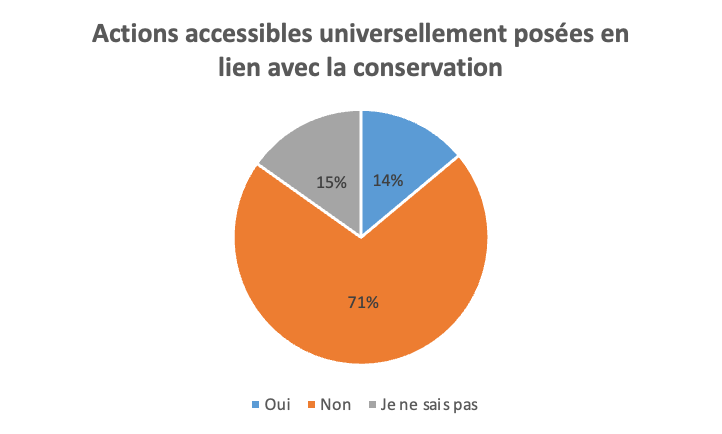 Actions accessibles universellement posées en
lien avec la conservation
15%
14%
71%
Oui
Non
Je ne sais pas